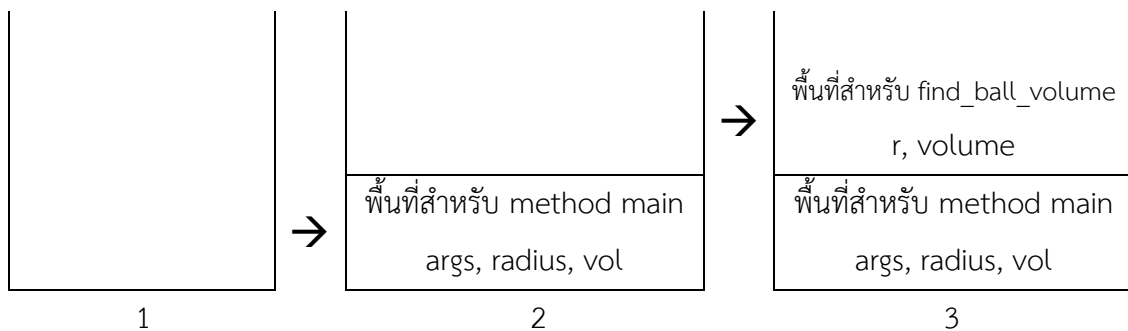 พื้นที่สำหรับ find_ball_volume
r, volume
พื้นที่สำหรับ method main
args, radius, vol
พื้นที่สำหรับ method main
args, radius, vol
1
2
3